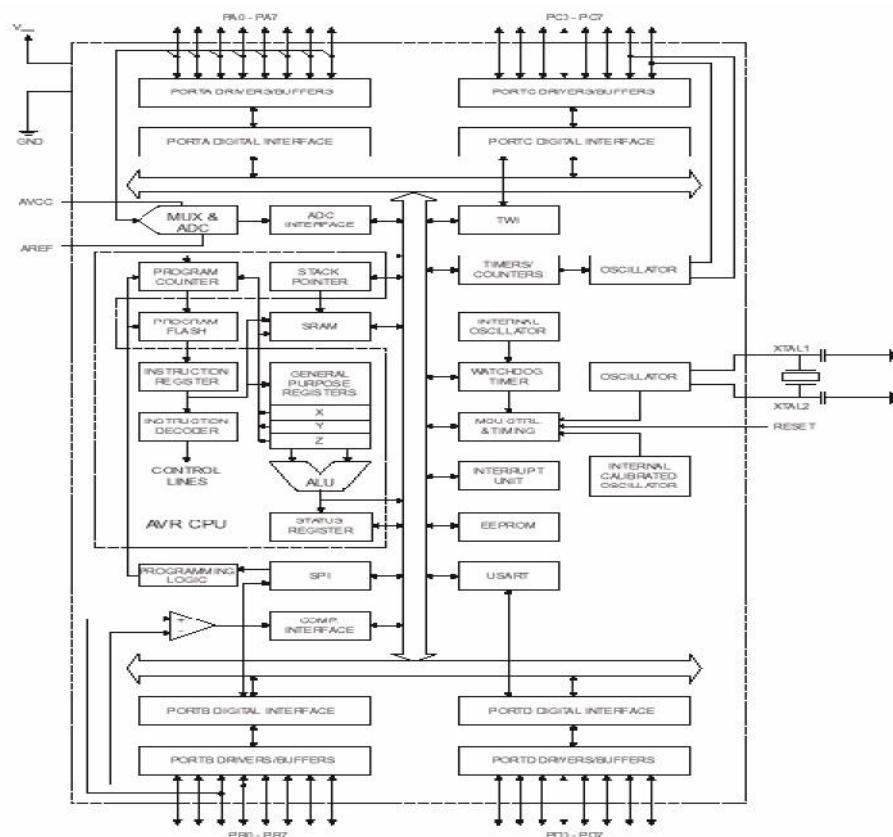 PA0 - PA7
PC0 - PC7
PORTA DRIVERS/BUFFERS
PORTC DRIVERS/BUFFERS
GND
PORTA DIGITAL INTERFACE
PORTC DIGITAL INTERFACE
AVCC
MUX &
ADC
ADC
INTERFACE
TWI
AREF
PROGRAM
COUNTER
STACK
POINTER
TIMERS/
COUNTERS
OSCILLATOR
PROGRAM
FLASH
SRAM
INTERNAL
OSCILLATOR
XTAL1
INSTRUCTION
REGISTER
GENERAL
PURPOSE
REGISTERS
WATCHDOG
TIMER
OSCILLATOR
XTAL2
X
INSTRUCTION
DECODER
Y
MCU CTRL.
& TIMING
RESET
Z
CONTROL
LINES
ALU
INTERRUPT
UNIT
INTERNAL
CALIBRATED
OSCILLATOR
AVR CPU
STATUS
REGISTER
EEPROM
PROGRAMMING
LOGIC
SPI
USART
+
-
COMP.
INTERFACE
PORTB DIGITAL INTERFACE
PORTD DIGITAL INTERFACE
PORTB DRIVERS/BUFFERS
PORTD DRIVERS/BUFFERS
PB0 - PB7
PD0 - PD7